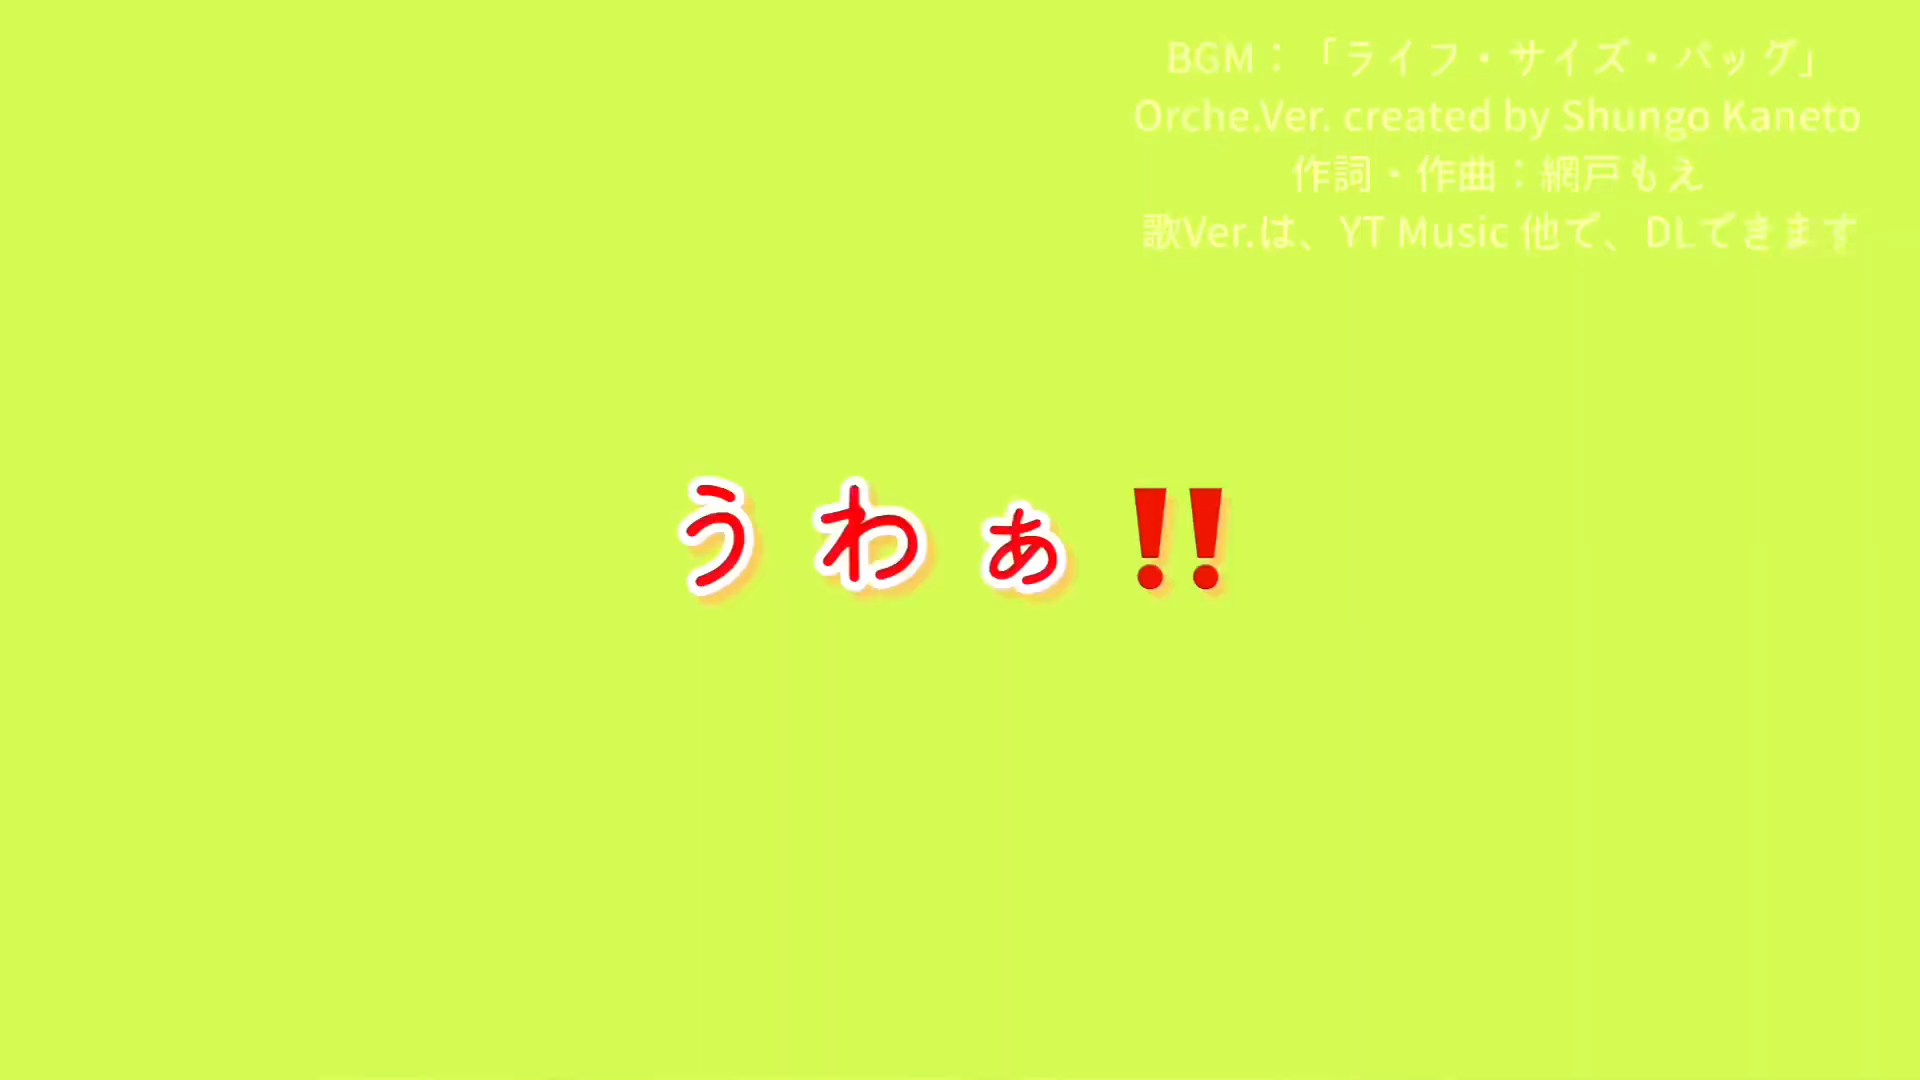 BGM：「ライフ・サイズ・バッグ」
Orche.Ver. created by Shungo Kaneto
作詞・作曲：網戸もえ
歌Ver.は、YT Music 他で、DLできます
うわぁ‼